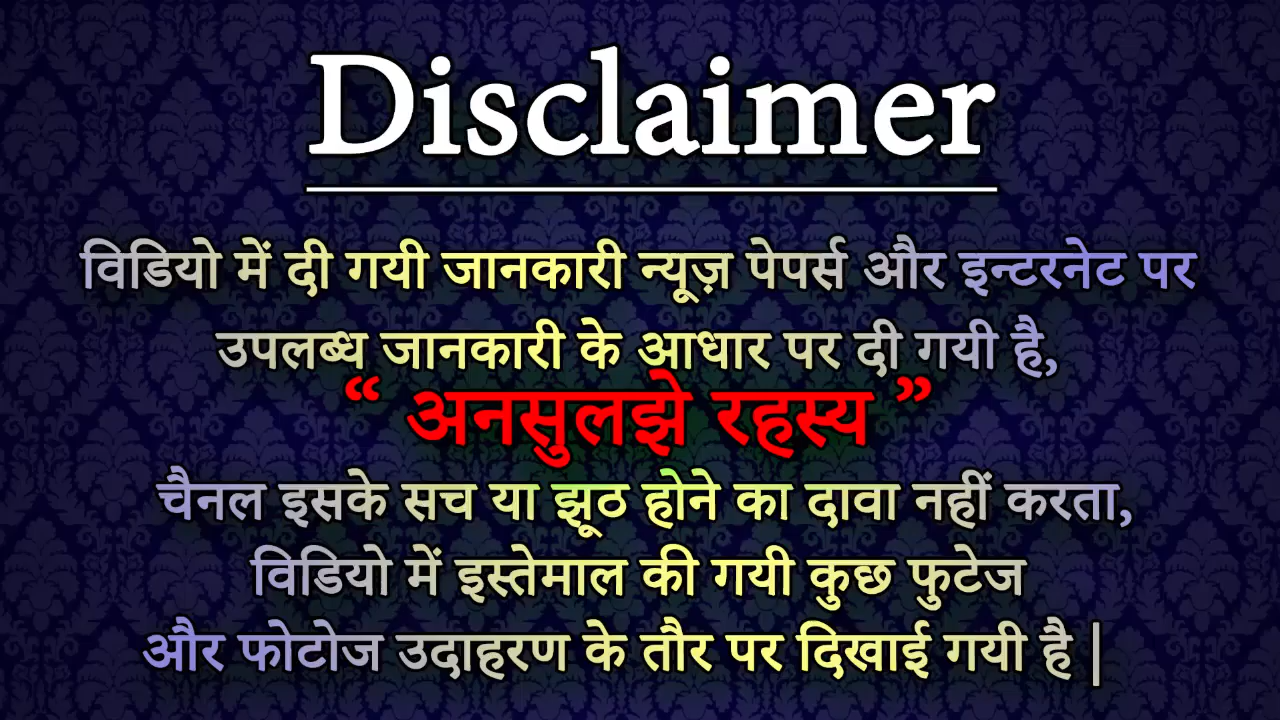 Disclaimer
विडियो में दी गयी जानकारी न्यूज़ पेपर्स और इन्टरनेट पर
उपलब्ध जानकारी के आधार पर दी गयी है,
“ अनसुलझे रहस्य ”
चैनल इसके सच या झूठ होने का दावा नहीं करता,
विडियो में इस्तेमाल की गयी कुछ फुटेज
और फोटोज उदाहरण के तौर पर दिखाई गयी है |